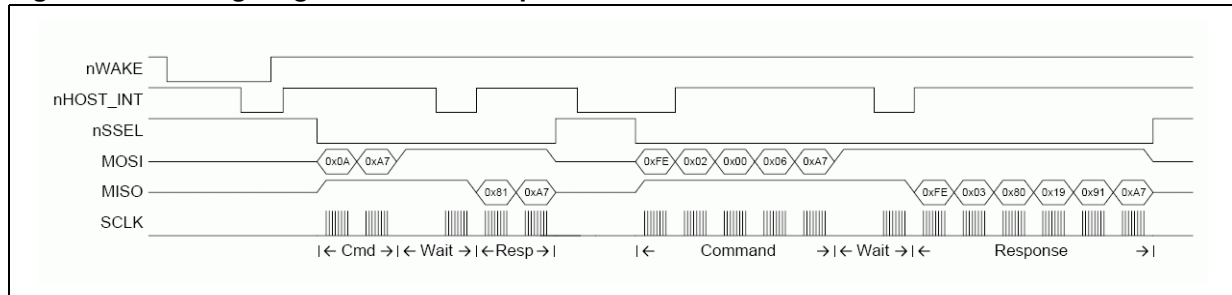 nWAKE
nHOST_INT
nSSEL
MOSI 0x0A 0xA7 0xFE 0x02 0x00 0x06 0xA7
MISO 0x81 0xA7 0xFE 0x03 0x80 0x19 0x91 0xA7
SCLK
|← Cmd →|← Wait →|←Resp→| |← Command →|← Wait →|← Response →|